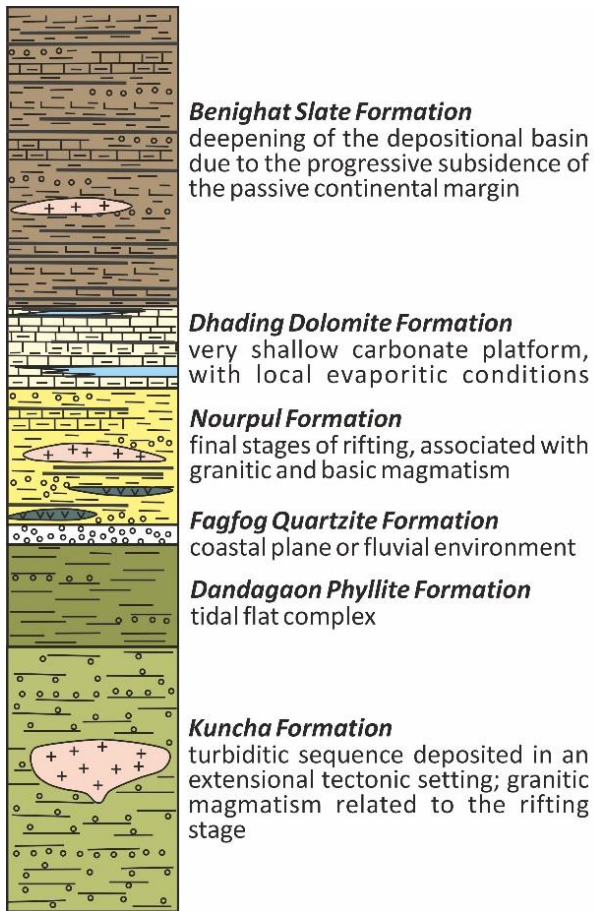 Benighat Slate Formation
deepening of the depositional basin
due to the progressive subsidence of
the passive continental margin
Dhading Dolomite Formation
very shallow carbonate platform,
with local evaporitic conditions
Nourpul Formation
final stages of rifting, associated with
granitic and basic magmatism
Fagfog Quartzite Formation
coastal plane or fluvial environment
Dandagaon Phyllite Formation
tidal flat complex
Kuncha Formation
turbiditic sequence deposited in an
extensional tectonic setting; granitic
magmatism related to the rifting
stage